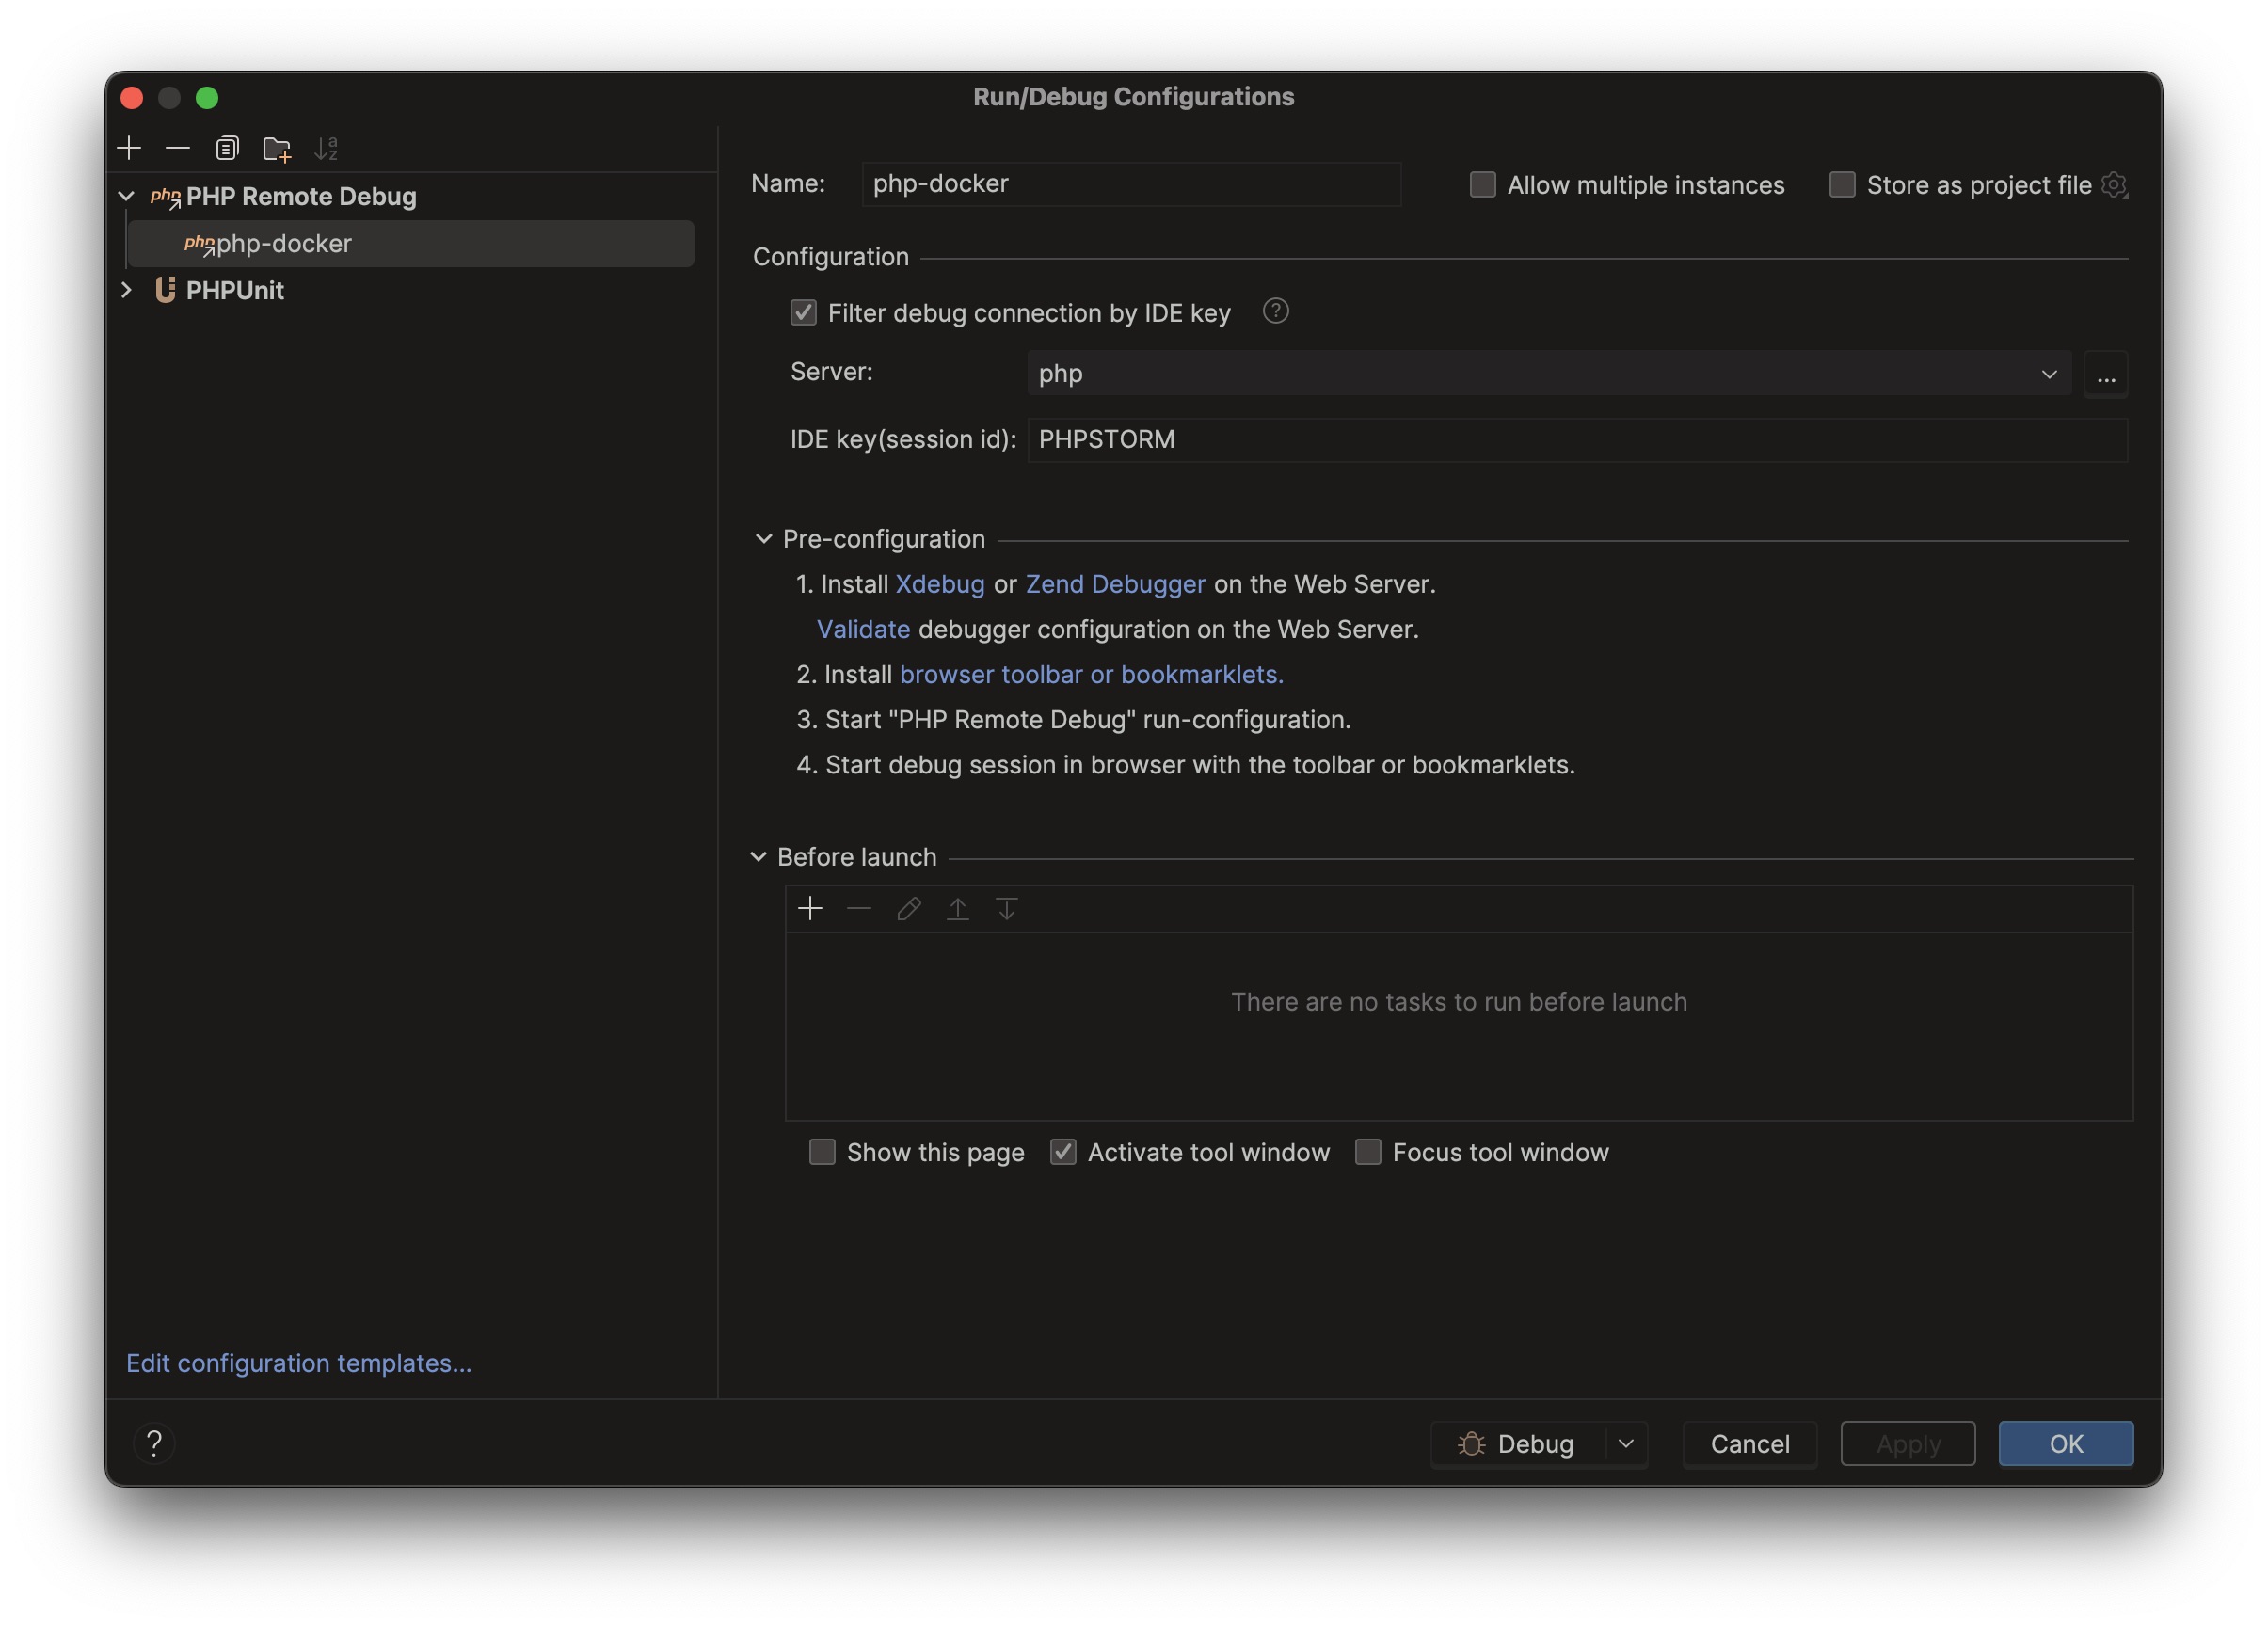 Run/Debug Configurations
php PHP Remote Debug
php php-docker
PHPUnit
Edit configuration templates...
Name: php-docker
Allow multiple instances
Store as project file
Configuration
Filter debug connection by IDE key ?
Server: php ...
IDE key(session id): PHPSTORM
Pre-configuration
1. Install Xdebug or Zend Debugger on the Web Server.
Validate debugger configuration on the Web Server.
2. Install browser toolbar or bookmarklets.
3. Start "PHP Remote Debug" run-configuration.
4. Start debug session in browser with the toolbar or bookmarklets.
Before launch
There are no tasks to run before launch
Show this page Activate tool window Focus tool window
? Debug Cancel Apply OK